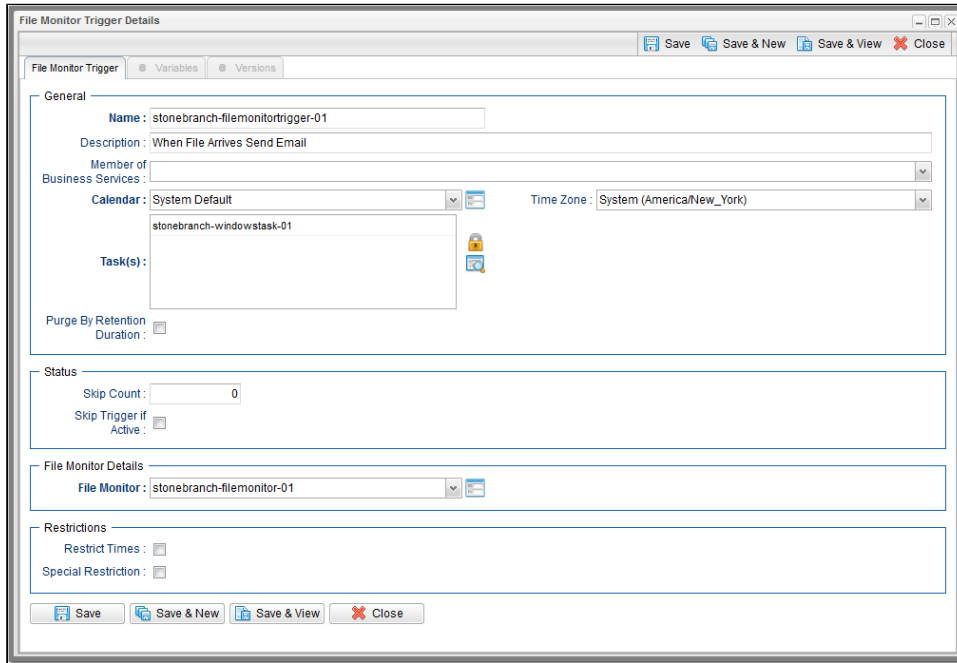 File Monitor Trigger Details
Save Save & New Save & View Close
File Monitor Trigger Variables Versions
General
Name : stonebranch-filemonitortrigger-01
Description : When File Arrives Send Email
Member of
Business Services :
Calendar : System Default Time Zone : System (America/New_York)
stonebranch-windowstask-01
Task(s) :
Purge By Retention
Duration :
Status
Skip Count : 0
Skip Trigger if
Active :
File Monitor Details
File Monitor : stonebranch-filemonitor-01
Restrictions
Restrict Times :
Special Restriction :
Save Save & New Save & View Close